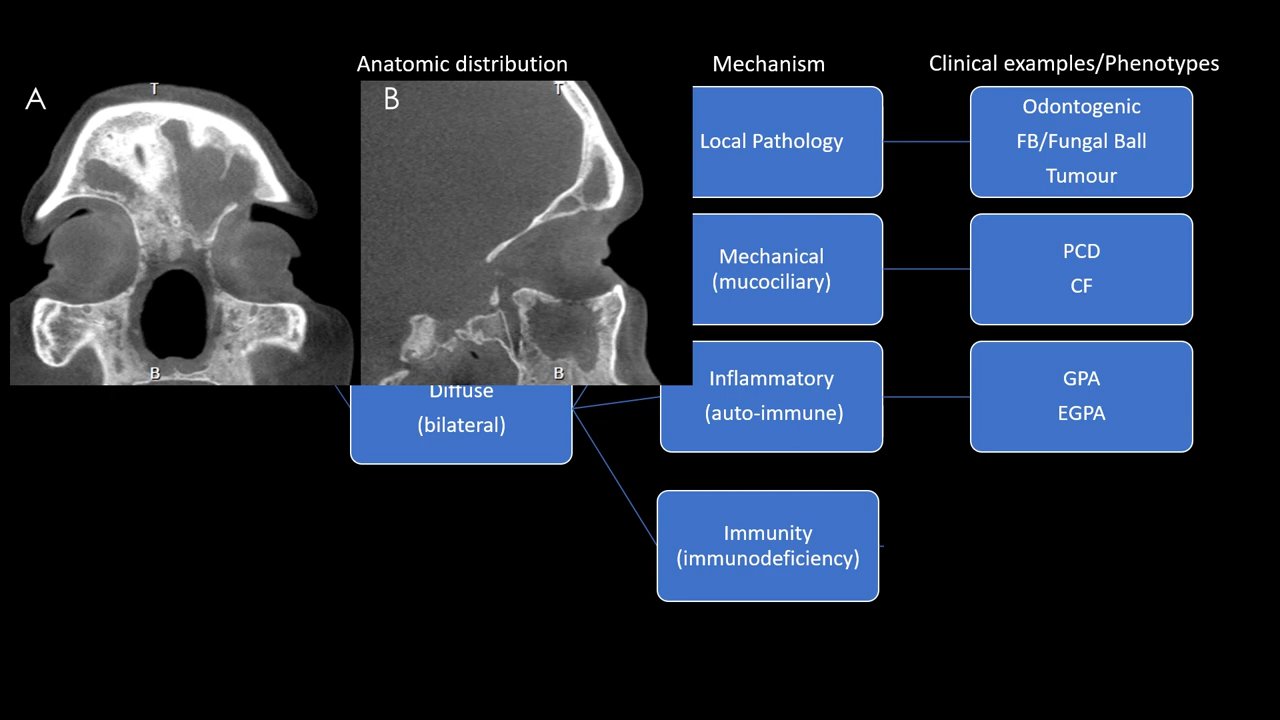 Anatomic distribution
Mechanism
Clinical examples/Phenotypes
A
T
B
B
T
B
Local Pathology
Odontogenic
FB/Fungal Ball
Tumour
Mechanical
(mucociliary)
PCD
CF
Diffuse
(bilateral)
Inflammatory
(auto-immune)
GPA
EGPA
Immunity
(immunodeficiency)